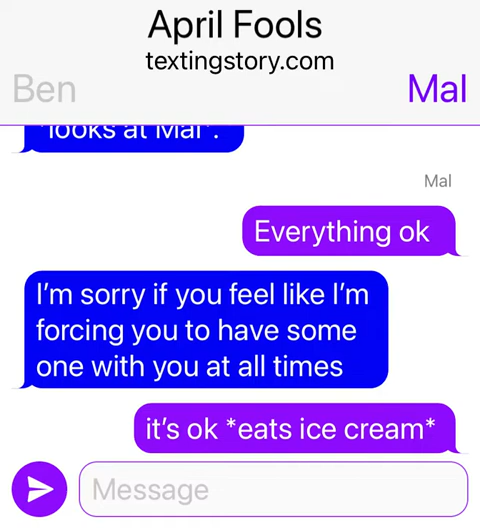 April Fools
textingstory.com
Ben
Mal
*looks at Mal*.
Mal
Everything ok
I'm sorry if you feel like I'm
forcing you to have some
one with you at all times
it's ok *eats ice cream*
Message